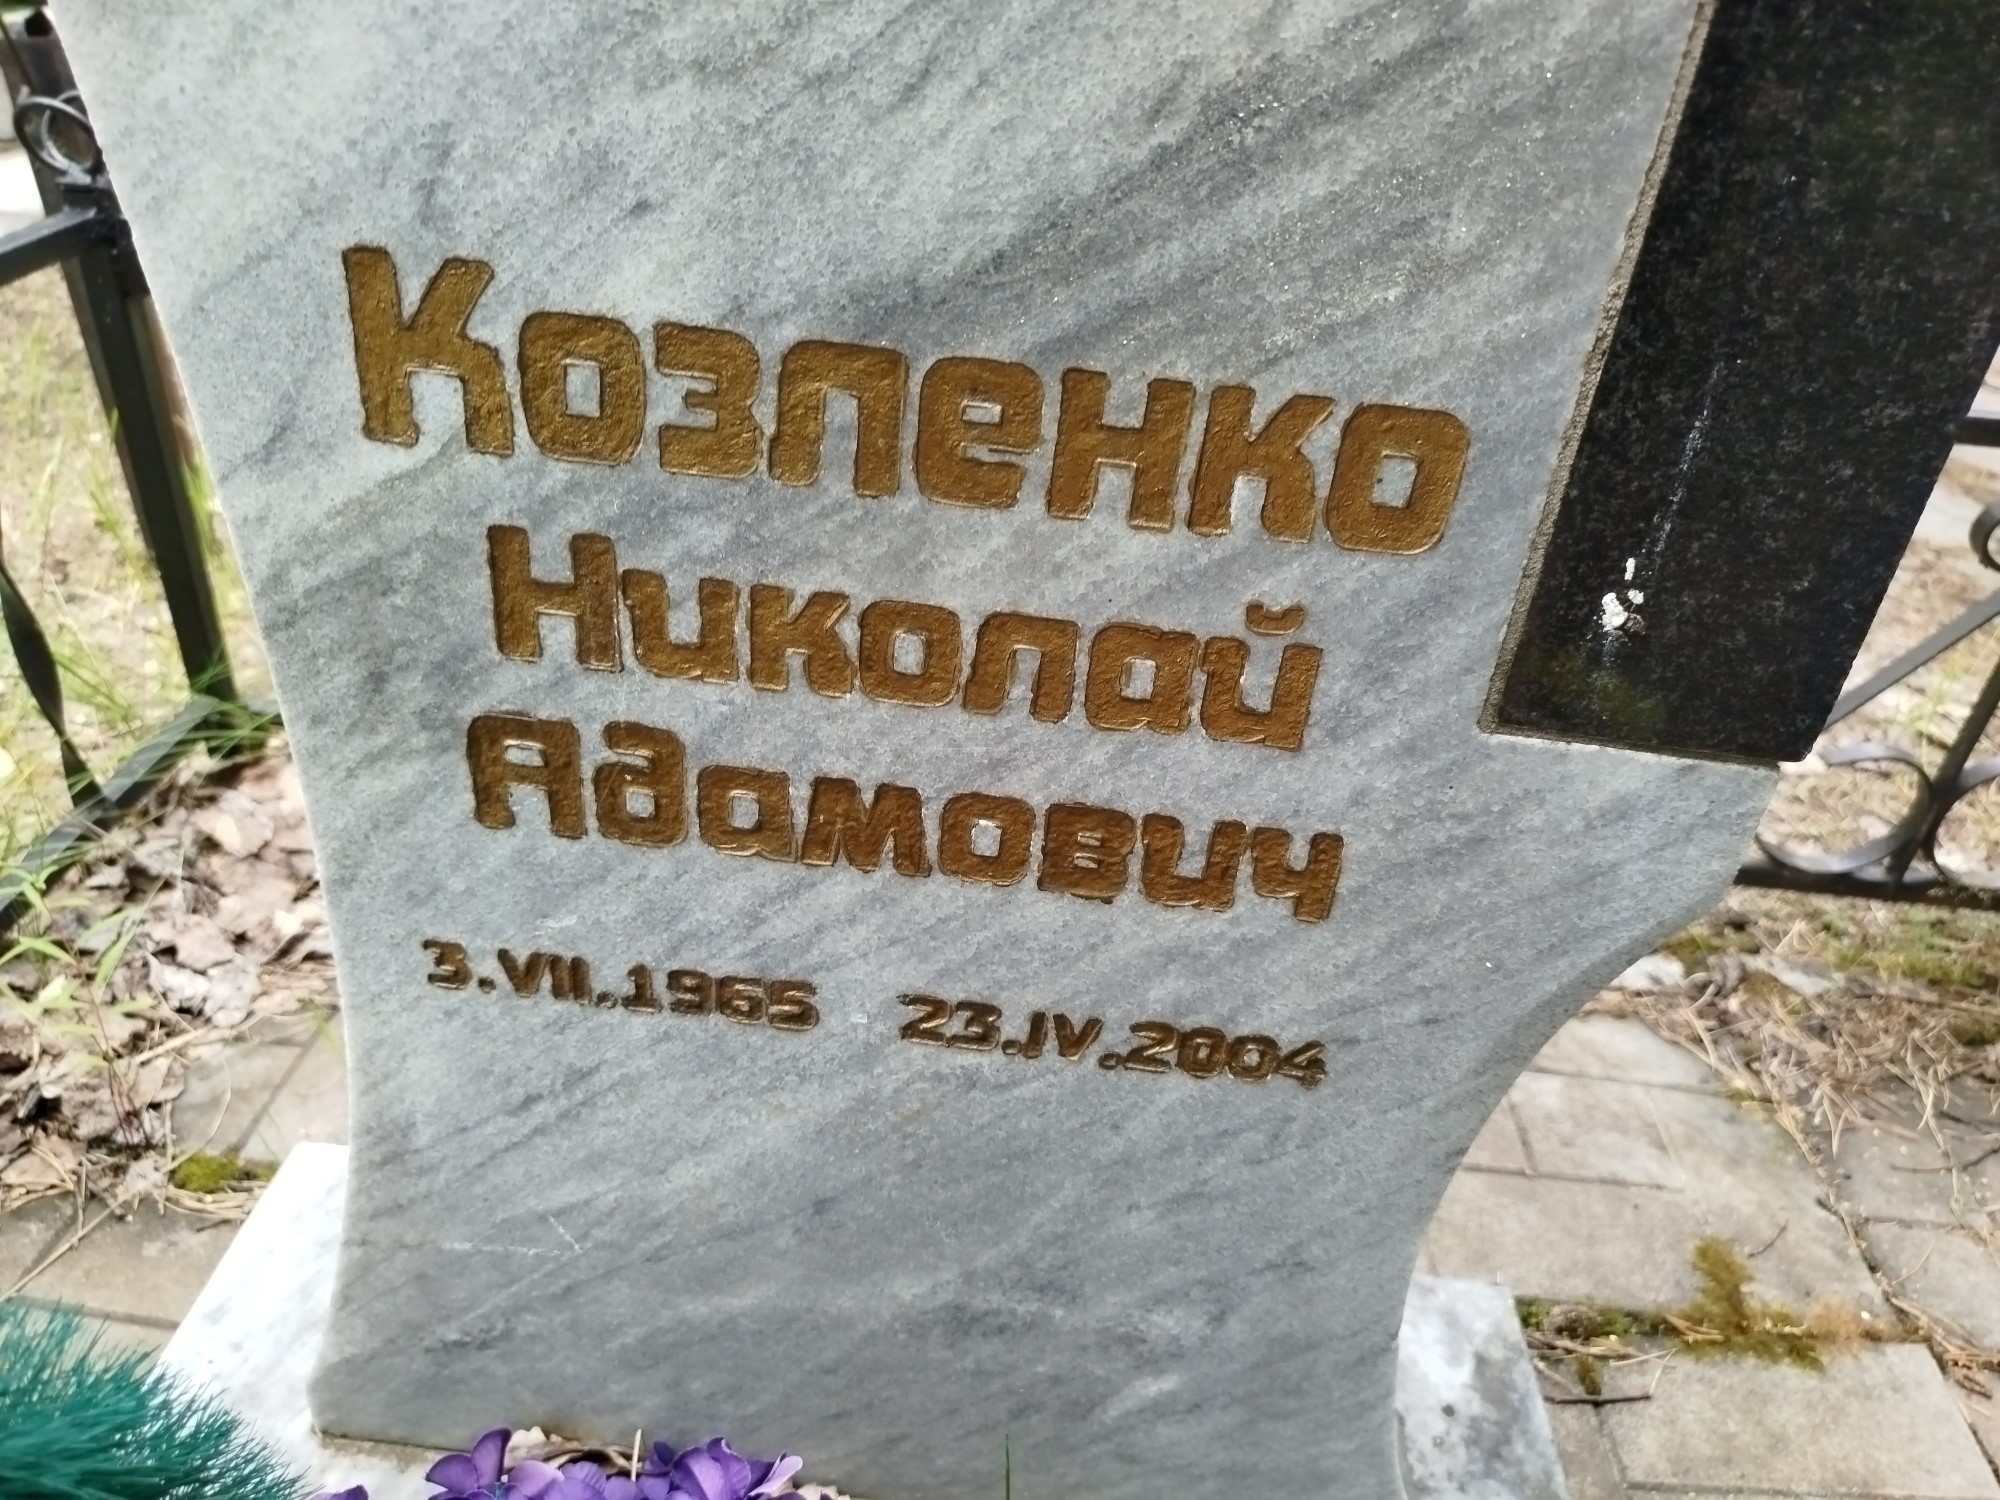 Козленко
Николай
Адамович
3.VII.1965 23.IV.2004